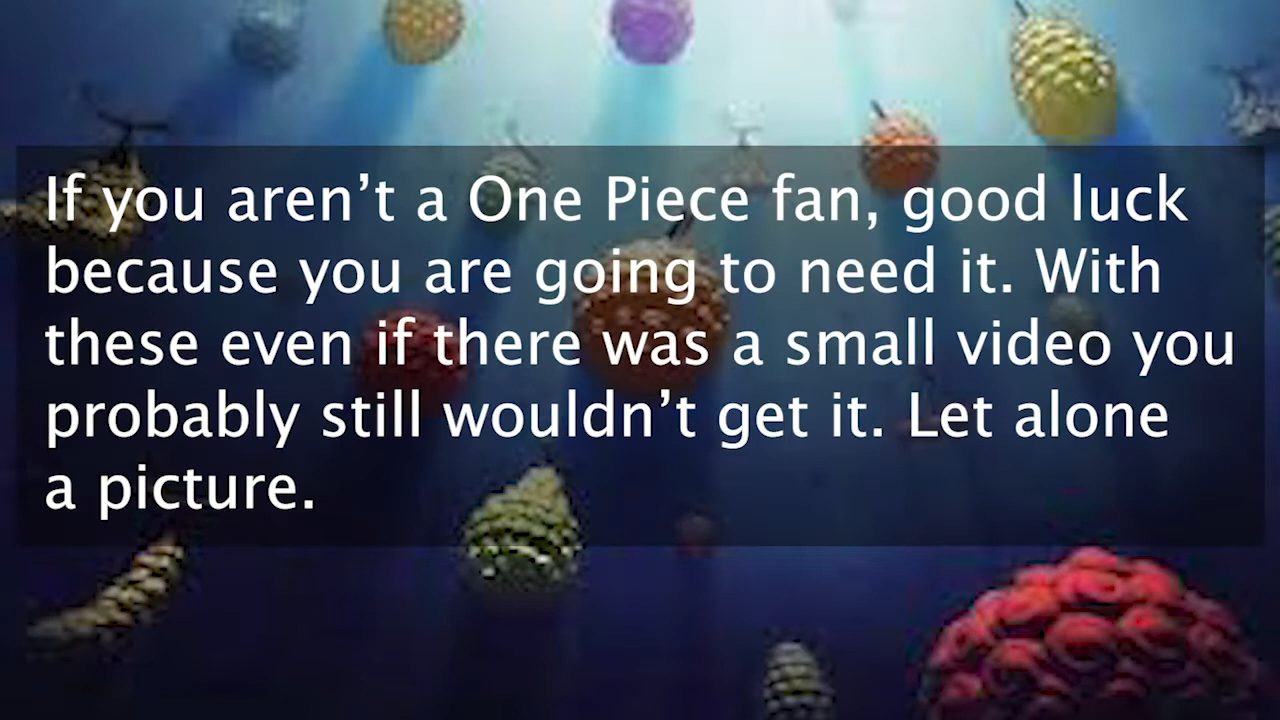 If you aren’t a One Piece fan, good luck
because you are going to need it. With
these even if there was a small video you
probably still wouldn’t get it. Let alone
a picture.